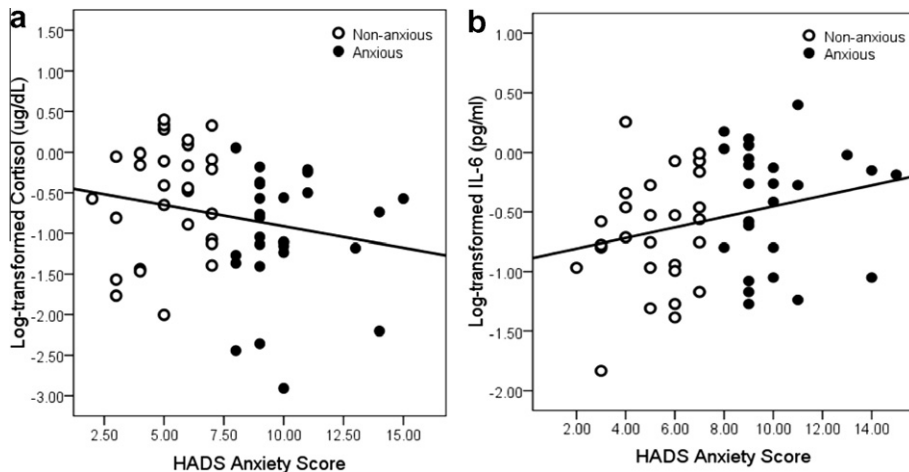 a
1.50
1.00
0.50
0.00
-0.50
-1.00
-1.50
-2.00
-2.50
-3.00
Log-transformed Cortisol (ug/dL)
Non-anxious
Anxious
2.50 5.00 7.50 10.00 12.50 15.00
HADS Anxiety Score
b
1.00
0.50
0.00
-0.50
-1.00
-1.50
-2.00
Log-transformed IL-6 (pg/ml)
Non-anxious
Anxious
2.00 4.00 6.00 8.00 10.00 12.00 14.00
HADS Anxiety Score